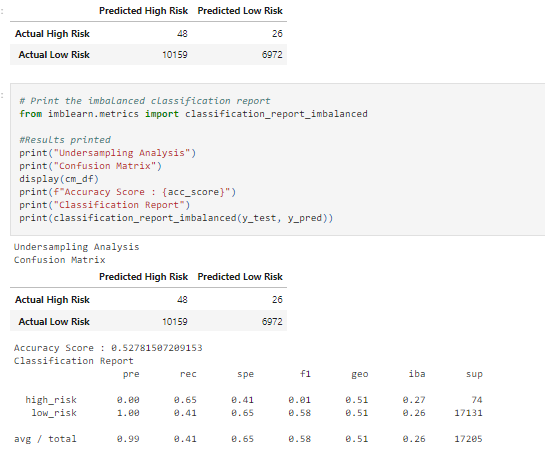 Predicted High Risk Predicted Low Risk
Actual High Risk 48 26
Actual Low Risk 10159 6972
# Print the imbalanced classification report
from imblearn.metrics import classification_report_imbalanced
#Results printed
print("Undersampling Analysis")
print("Confusion Matrix")
display(cm_df)
print(f"Accuracy Score : {acc_score}")
print("Classification Report")
print(classification_report_imbalanced(y_test, y_pred))
Undersampling Analysis
Confusion Matrix
Predicted High Risk Predicted Low Risk
Actual High Risk 48 26
Actual Low Risk 10159 6972
Accuracy Score : 0.52781507209153
Classification Report
pre rec spe f1 geo iba sup
high_risk 0.00 0.65 0.41 0.01 0.51 0.27 74
low_risk 1.00 0.41 0.65 0.58 0.51 0.26 17131
avg / total 0.99 0.41 0.65 0.58 0.51 0.26 17205